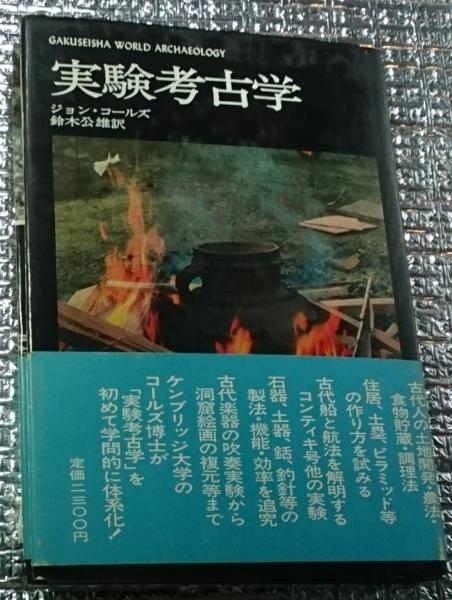 GAKUSEISHA WORLD ARCHAEOLOGY
実験考古学
ジョン・コールズ
鈴木公雄訳
古代人の土地開発・農法・
食物貯蔵・調理法
住居、土塁、ピラミッド等
の作り方を試みる
古代船と航法を解明する
コンティキ号他の実験
石器、土器、銛、釣針等の
製法・機能・効率を追究
古代楽器の吹奏実験から
洞窟絵画の復元等まで
ケンブリッジ大学の
コールズ博士が
「実験考古学」を
初めて学問的に体系化!
定価二三〇〇円